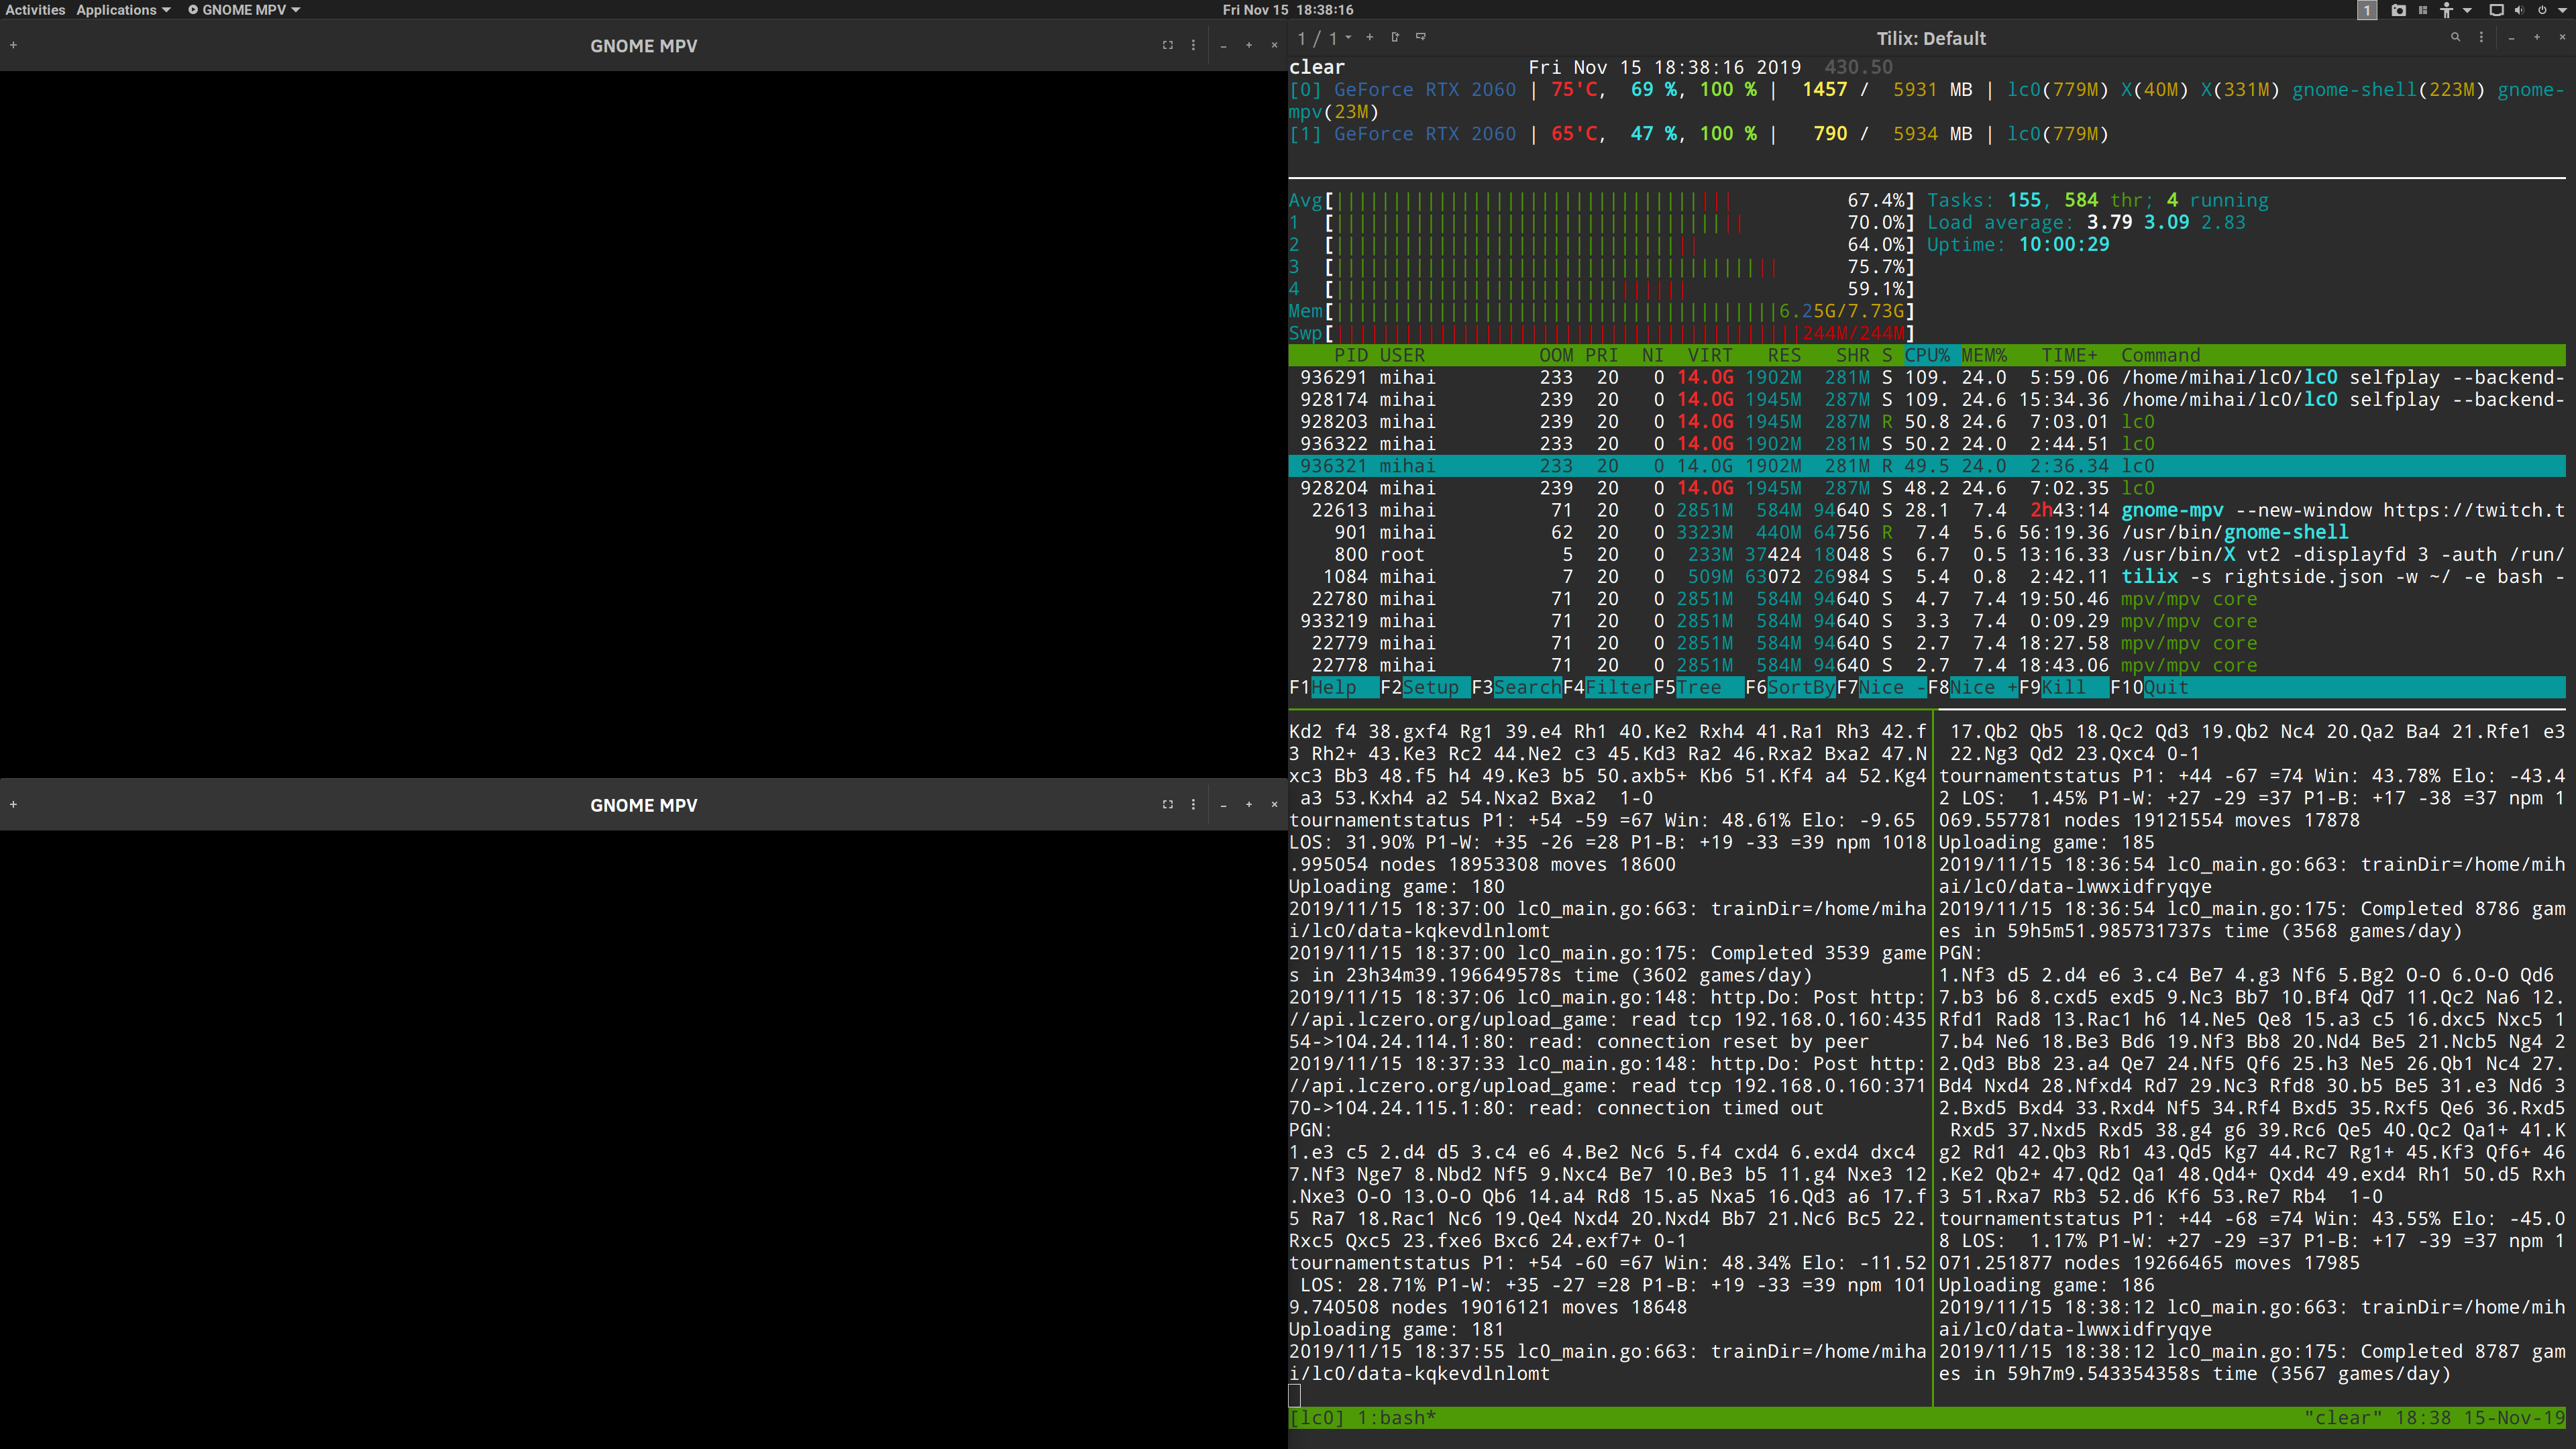 Activities Applications GNOME MPV Fri Nov 15 18:38:16 1
GNOME MPV
GNOME MPV
1 / 1 Tilix: Default
clear Fri Nov 15 18:38:16 2019 430.50
[0] GeForce RTX 2060 | 75'C, 69 %, 100 % | 1457 / 5931 MB | lc0(779M) X(40M) X(331M) gnome-shell(223M) gnome-
mpv(23M)
[1] GeForce RTX 2060 | 65'C, 47 %, 100 % | 790 / 5934 MB | lc0(779M)
Avg[ 67.4%] Tasks: 155, 584 thr; 4 running
1 [ 70.0%] Load average: 3.79 3.09 2.83
2 [ 64.0%] Uptime: 10:00:29
3 [ 75.7%]
4 [ 59.1%]
Mem[ 6.25G/7.73G]
Swp[ 244M/244M]
PID USER OOM PRI NI VIRT RES SHR S CPU% MEM% TIME+ Command
936291 mihai 233 20 0 14.0G 1902M 281M S 109. 24.0 5:59.06 /home/mihai/lc0/lc0 selfplay --backend-
928174 mihai 239 20 0 14.0G 1945M 287M S 109. 24.6 15:34.36 /home/mihai/lc0/lc0 selfplay --backend-
928203 mihai 239 20 0 14.0G 1945M 287M R 50.8 24.6 7:03.01 lc0
936322 mihai 233 20 0 14.0G 1902M 281M S 50.2 24.0 2:44.51 lc0
936321 mihai 233 20 0 14.0G 1902M 281M R 49.5 24.0 2:36.34 lc0
928204 mihai 239 20 0 14.0G 1945M 287M S 48.2 24.6 7:02.35 lc0
22613 mihai 71 20 0 2851M 584M 94640 S 28.1 7.4 2h43:14 gnome-mpv --new-window https://twitch.t
901 mihai 62 20 0 3323M 440M 64756 R 7.4 5.6 56:19.36 /usr/bin/gnome-shell
800 root 5 20 0 233M 37424 18048 S 6.7 0.5 13:16.33 /usr/bin/X vt2 -displayfd 3 -auth /run/
1084 mihai 7 20 0 509M 63072 26984 S 5.4 0.8 2:42.11 tilix -s rightside.json -w ~/ -e bash -
22780 mihai 71 20 0 2851M 584M 94640 S 4.7 7.4 19:50.46 mpv/mpv core
933219 mihai 71 20 0 2851M 584M 94640 S 3.3 7.4 0:09.29 mpv/mpv core
22779 mihai 71 20 0 2851M 584M 94640 S 2.7 7.4 18:27.58 mpv/mpv core
22778 mihai 71 20 0 2851M 584M 94640 S 2.7 7.4 18:43.06 mpv/mpv core
F1Help F2Setup F3SearchF4FilterF5Tree F6SortByF7Nice -F8Nice +F9Kill F10Quit
Kd2 f4 38.gxf4 Rg1 39.e4 Rh1 40.Ke2 Rxh4 41.Ra1 Rh3 42.f
3 Rh2+ 43.Ke3 Rc2 44.Ne2 c3 45.Kd3 Ra2 46.Rxa2 Bxa2 47.N
xc3 Bb3 48.f5 h4 49.Ke3 b5 50.axb5+ Kb6 51.Kf4 a4 52.Kg4
a3 53.Kxh4 a2 54.Nxa2 Bxa2 1-0
tournamentstatus P1: +54 -59 =67 Win: 48.61% Elo: -9.65
LOS: 31.90% P1-W: +35 -26 =28 P1-B: +19 -33 =39 npm 1018
.995054 nodes 18953308 moves 18600
Uploading game: 180
2019/11/15 18:37:00 lc0_main.go:663: trainDir=/home/miha
i/lc0/data-kqkevdlnlomt
2019/11/15 18:37:00 lc0_main.go:175: Completed 3539 game
s in 23h34m39.196649578s time (3602 games/day)
2019/11/15 18:37:06 lc0_main.go:148: http.Do: Post http:
//api.lczero.org/upload_game: read tcp 192.168.0.160:435
54->104.24.114.1:80: read: connection reset by peer
2019/11/15 18:37:33 lc0_main.go:148: http.Do: Post http:
//api.lczero.org/upload_game: read tcp 192.168.0.160:371
70->104.24.115.1:80: read: connection timed out
PGN:
1.e3 c5 2.d4 d5 3.c4 e6 4.Be2 Nc6 5.f4 cxd4 6.exd4 dxc4
7.Nf3 Nge7 8.Nbd2 Nf5 9.Nxc4 Be7 10.Be3 b5 11.g4 Nxe3 12
.Nxe3 O-O 13.O-O Qb6 14.a4 Rd8 15.a5 Nxa5 16.Qd3 a6 17.f
5 Ra7 18.Rac1 Nc6 19.Qe4 Nxd4 20.Nxd4 Bb7 21.Nc6 Bc5 22.
Rxc5 Qxc5 23.fxe6 Bxc6 24.exf7+ 0-1
tournamentstatus P1: +54 -60 =67 Win: 48.34% Elo: -11.52
LOS: 28.71% P1-W: +35 -27 =28 P1-B: +19 -33 =39 npm 101
9.740508 nodes 19016121 moves 18648
Uploading game: 181
2019/11/15 18:37:55 lc0_main.go:663: trainDir=/home/miha
i/lc0/data-kqkevdlnlomt
17.Qb2 Qb5 18.Qc2 Qd3 19.Qb2 Nc4 20.Qa2 Ba4 21.Rfe1 e3
22.Ng3 Qd2 23.Qxc4 0-1
tournamentstatus P1: +44 -67 =74 Win: 43.78% Elo: -43.4
2 LOS: 1.45% P1-W: +27 -29 =37 P1-B: +17 -38 =37 npm 1
069.557781 nodes 19121554 moves 17878
Uploading game: 185
2019/11/15 18:36:54 lc0_main.go:663: trainDir=/home/mih
ai/lc0/data-lwwxidfryqye
2019/11/15 18:36:54 lc0_main.go:175: Completed 8786 gam
es in 59h5m51.985731737s time (3568 games/day)
PGN:
1.Nf3 d5 2.d4 e6 3.c4 Be7 4.g3 Nf6 5.Bg2 O-O 6.O-O Qd6
7.b3 b6 8.cxd5 exd5 9.Nc3 Bb7 10.Bf4 Qd7 11.Qc2 Na6 12.
Rfd1 Rad8 13.Rac1 h6 14.Ne5 Qe8 15.a3 c5 16.dxc5 Nxc5 1
7.b4 Ne6 18.Be3 Bd6 19.Nf3 Bb8 20.Nd4 Be5 21.Ncb5 Ng4 2
2.Qd3 Bb8 23.a4 Qe7 24.Nf5 Qf6 25.h3 Ne5 26.Qb1 Nc4 27.
Bd4 Nxd4 28.Nfxd4 Rd7 29.Nc3 Rfd8 30.b5 Be5 31.e3 Nd6 3
2.Bxd5 Bxd4 33.Rxd4 Nf5 34.Rf4 Bxd5 35.Rxf5 Qe6 36.Rxd5
Rxd5 37.Nxd5 Rxd5 38.g4 g6 39.Rc6 Qe5 40.Qc2 Qa1+ 41.K
g2 Rd1 42.Qb3 Rb1 43.Qd5 Kg7 44.Rc7 Rg1+ 45.Kf3 Qf6+ 46
.Ke2 Qb2+ 47.Qd2 Qa1 48.Qd4+ Qxd4 49.exd4 Rh1 50.d5 Rxh
3 51.Rxa7 Rb3 52.d6 Kf6 53.Re7 Rb4 1-0
tournamentstatus P1: +44 -68 =74 Win: 43.55% Elo: -45.0
8 LOS: 1.17% P1-W: +27 -29 =37 P1-B: +17 -39 =37 npm 1
071.251877 nodes 19266465 moves 17985
Uploading game: 186
2019/11/15 18:38:12 lc0_main.go:663: trainDir=/home/mih
ai/lc0/data-lwwxidfryqye
2019/11/15 18:38:12 lc0_main.go:175: Completed 8787 gam
es in 59h7m9.543354358s time (3567 games/day)
[lc0] 1:bash* "clear" 18:38 15-Nov-19